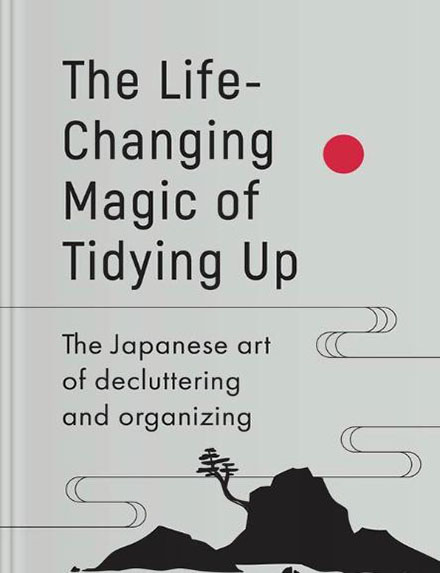 The Life-
Changing
Magic of
Tidying Up
The Japanese art
of decluttering
and organizing